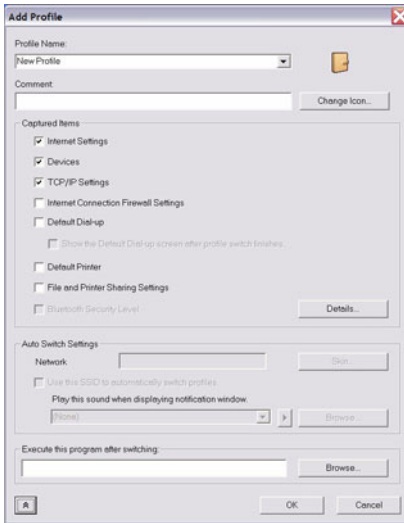 Add Profile
Profile Name:
New Profile
Comment:
Change Icon...
Captured Items
Internet Settings
Devices
TCP/IP Settings
Internet Connection Firewall Settings
Default Dial-up
Show the Default Dial-up screen after profile switch finishes.
Default Printer
File and Printer Sharing Settings
Bluetooth Security Level
Details...
Auto Switch Settings
Network
Skin...
Use this SSID to automatically switch profiles.
Play this sound when displaying notification window.
(None)
Browse...
Execute this program after switching:
Browse...
OK
Cancel